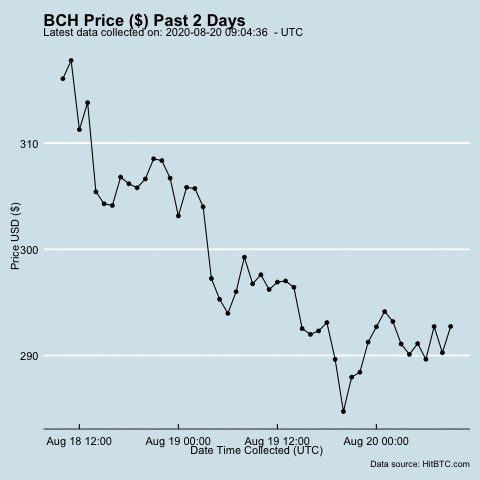 BCH Price ($) Past 2 Days
Latest data collected on: 2020-08-20 09:04:36 - UTC
310
300
290
Price USD ($)
Aug 18 12:00 Aug 19 00:00 Aug 19 12:00 Aug 20 00:00
Date Time Collected (UTC)
Data source: HitBTC.com